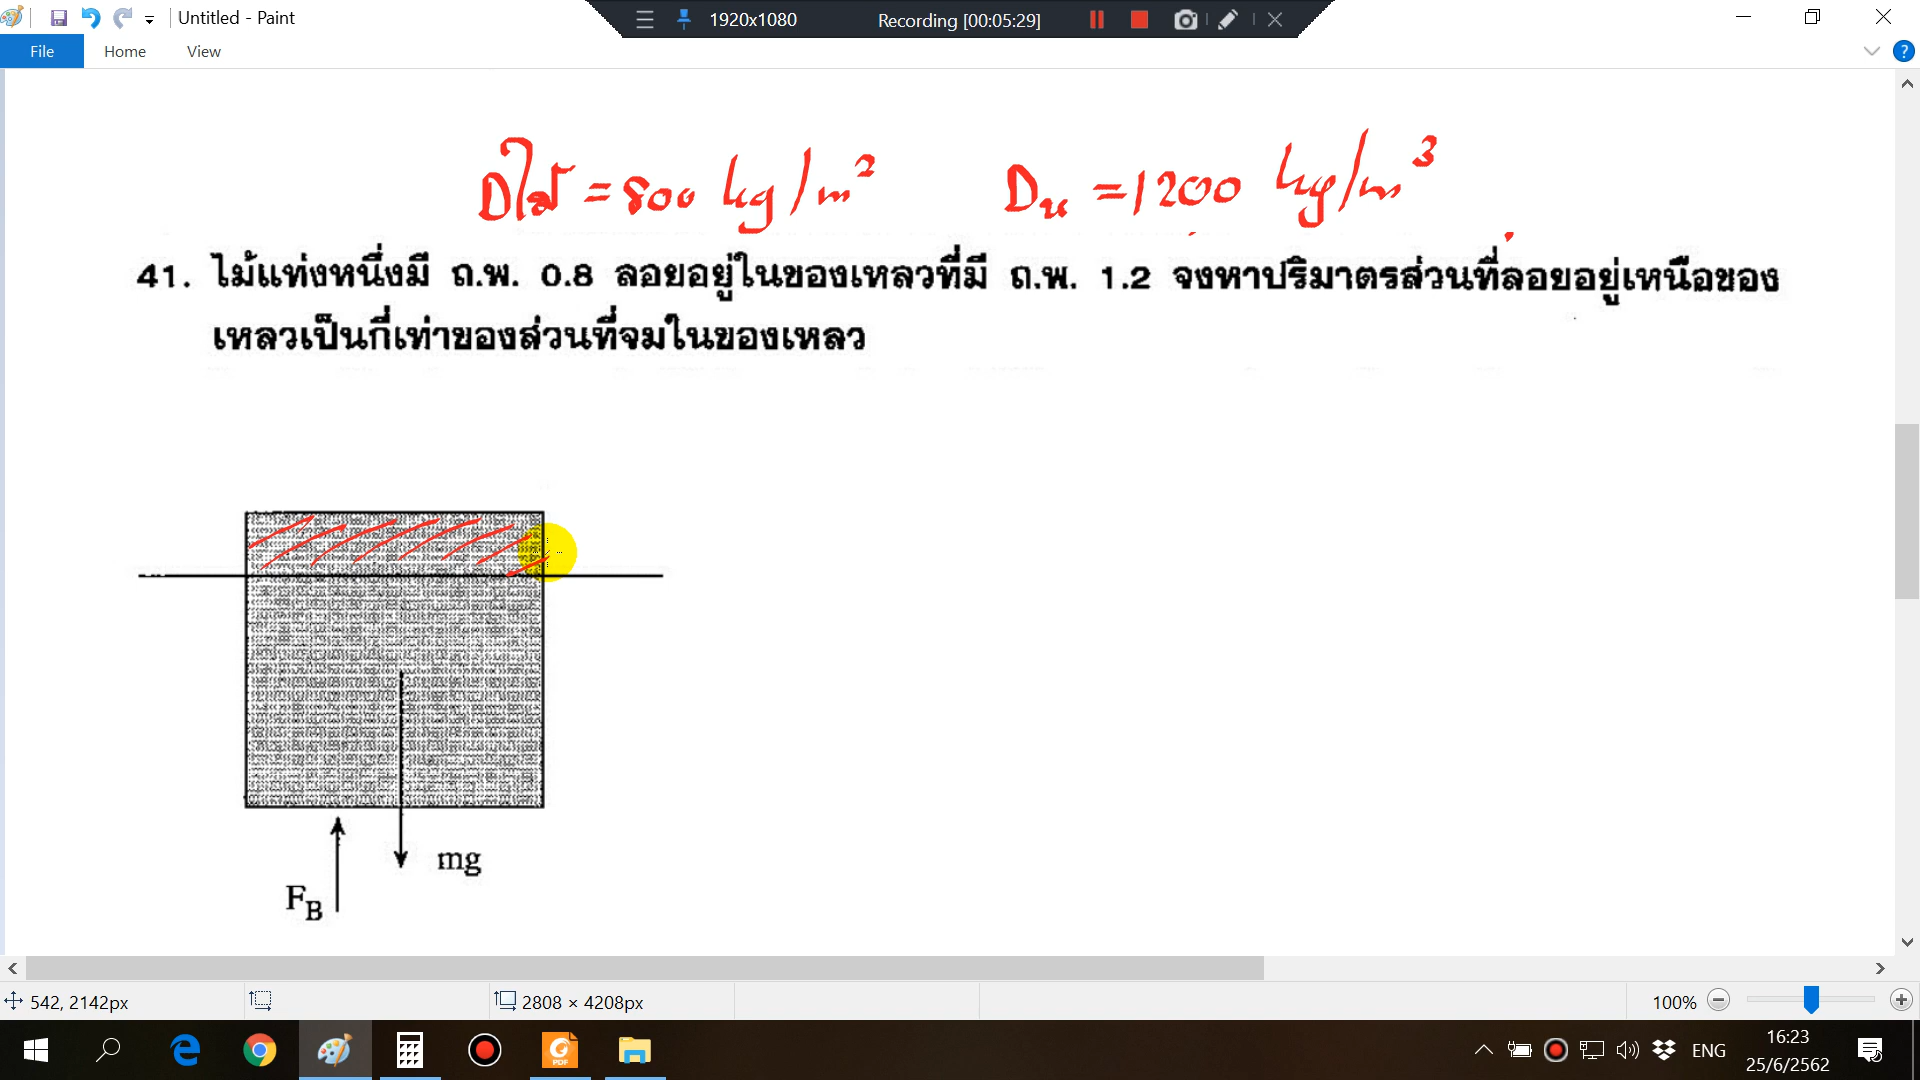 Untitled - Paint
1920x1080
Recording [00:05:29]
File
Home
View
Dไม้ = 800 kg/m²
D = 1200 kg/m³
41. ไม้แท่งหนึ่งมี ถ.พ. 0.8 ลอยอยู่ในของเหลวที่มี ถ.พ. 1.2 จงหาปริมาตรส่วนที่ลอยอยู่เหนือของ
เหลวเป็นกี่เท่าของส่วนที่จมในของเหลว
mg
F_B
542, 2142px
2808 × 4208px
100%
PDF
ENG
16:23
25/6/2562